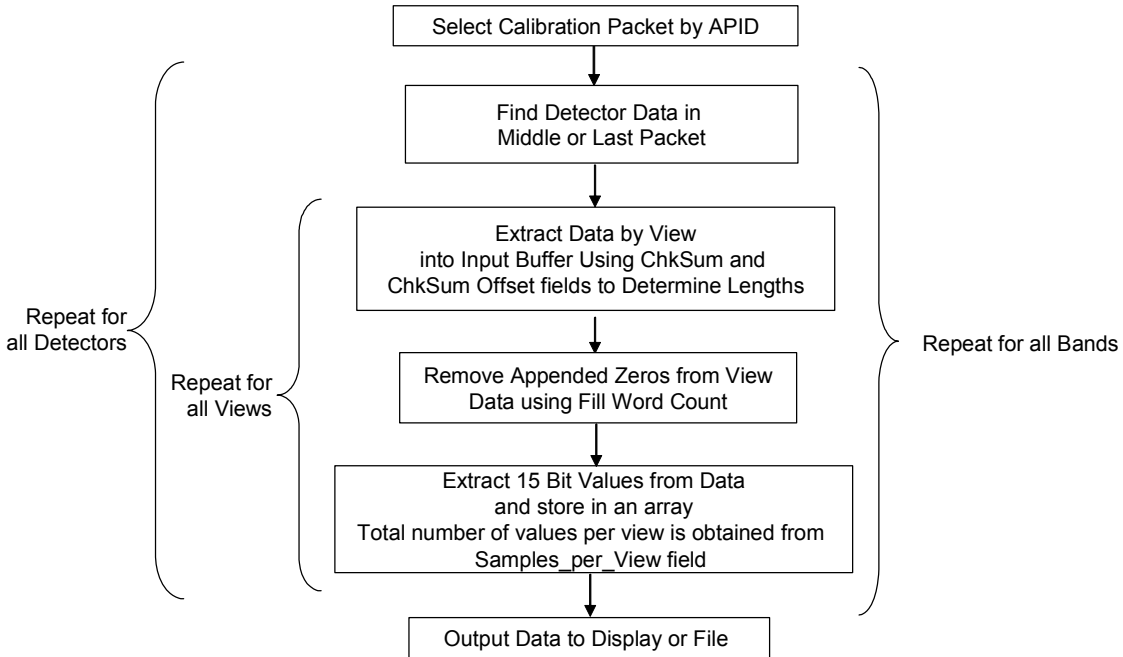 Select Calibration Packet by APID
Find Detector Data in
Middle or Last Packet
Extract Data by View
into Input Buffer Using ChkSum and
ChkSum Offset fields to Determine Lengths
Repeat for
all Detectors
Repeat for all Bands
Repeat for
all Views
Remove Appended Zeros from View
Data using Fill Word Count
Extract 15 Bit Values from Data
and store in an array
Total number of values per view is obtained from
Samples_per_View field
Output Data to Display or File